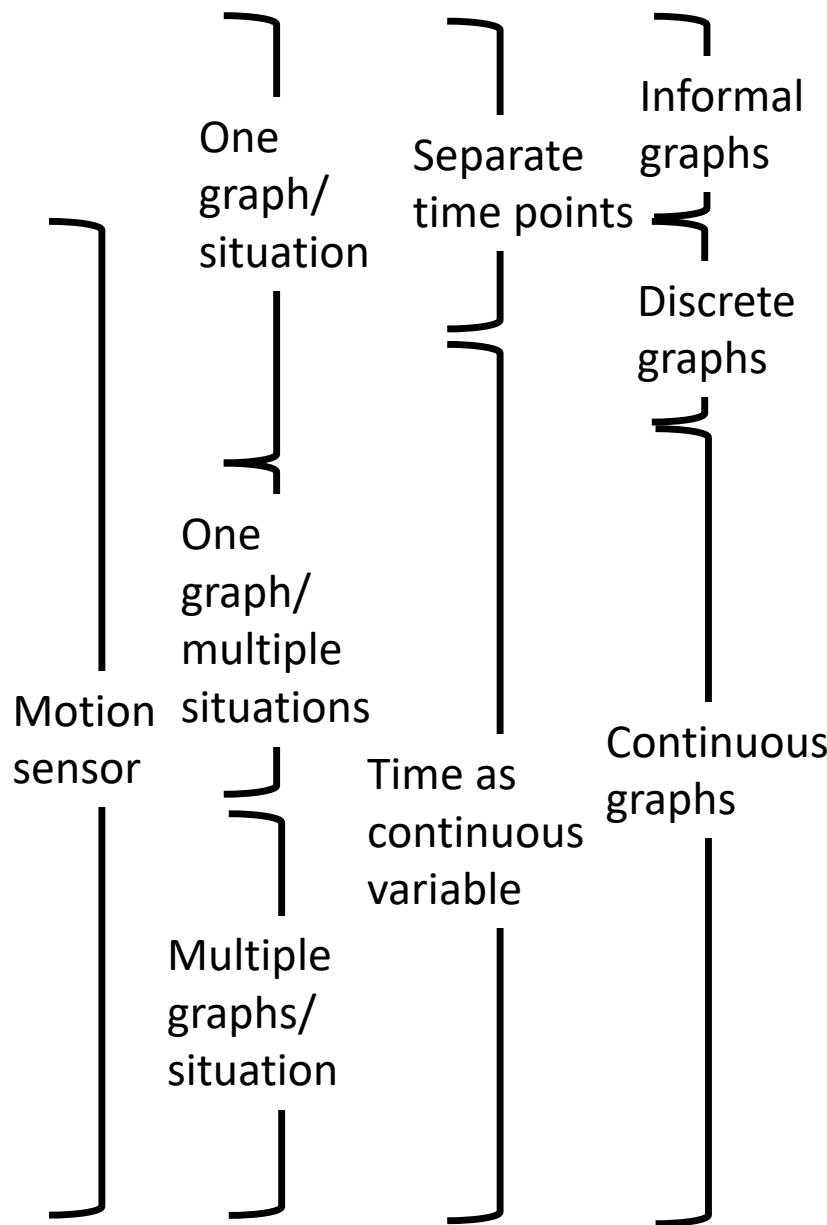 Motion
sensor
One
graph/
situation
One
graph/
multiple
situations
Multiple
graphs/
situation
Separate
time points
Time as
continuous
variable
Informal
graphs
Discrete
graphs
Continuous
graphs